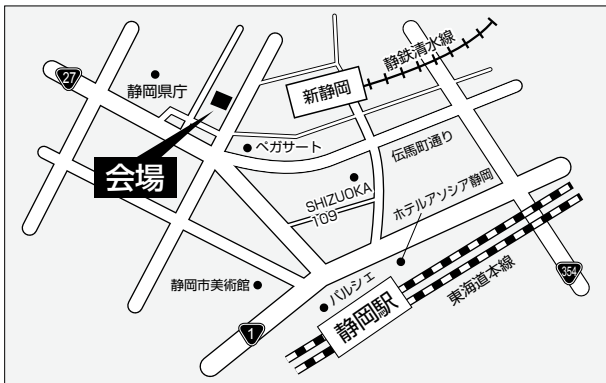 27
静岡県庁
新静岡
静鉄清水線
ペガサート
伝馬町通り
会場
SHIZUOKA
109
ホテルアソシア静岡
静岡市美術館
パルシェ
静岡駅
東海道本線
354
1